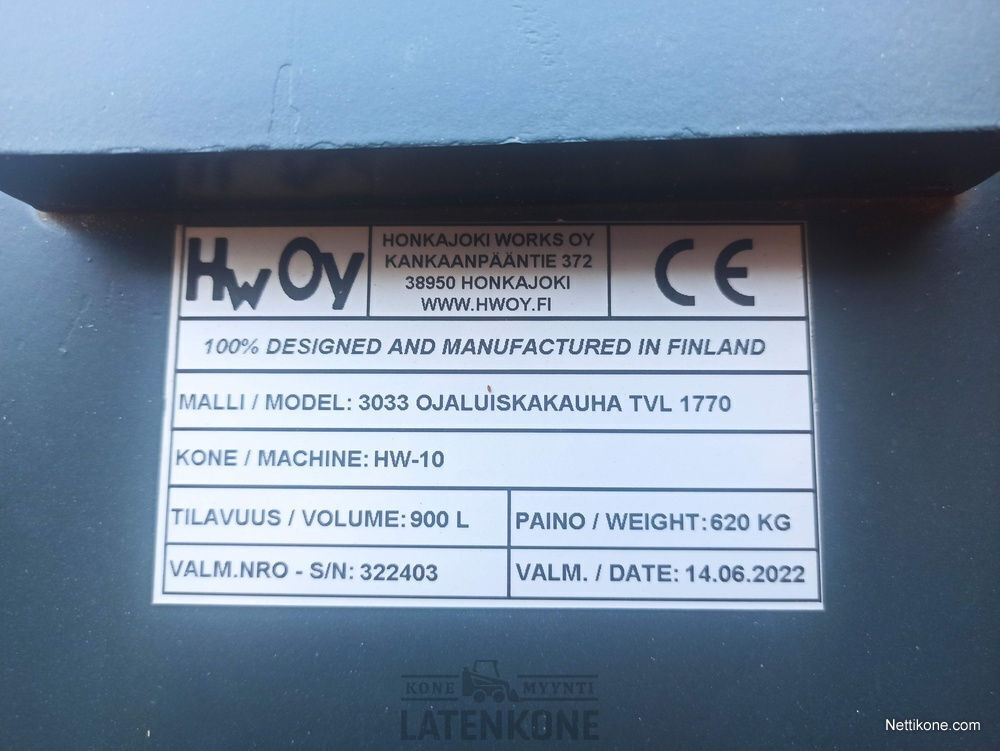 HwOy
HONKAJOKI WORKS OY
KANKAANPÄÄNTIE 372
38950 HONKAJOKI
WWW.HWOY.FI
CE
100% DESIGNED AND MANUFACTURED IN FINLAND
MALLI / MODEL: 3033 OJALUISKAKAUHA TVL 1770
KONE / MACHINE: HW-10
TILAVUUS / VOLUME: 900 L
PAINO / WEIGHT: 620 KG
VALM.NRO - S/N: 322403
VALM. / DATE: 14.06.2022
KONE MYYNTI
LATENKONE
Nettikone.com